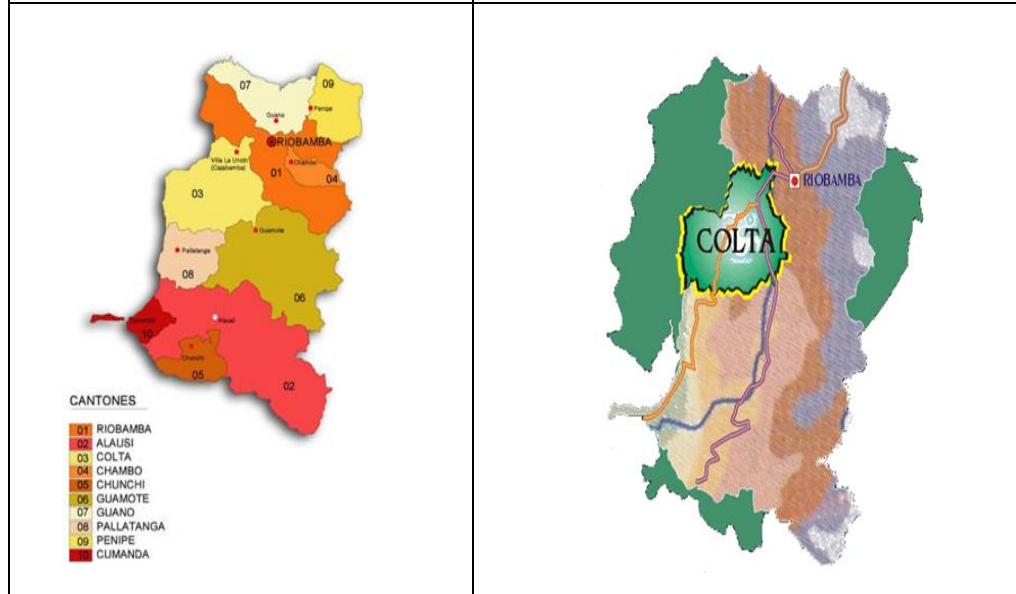 07
09
Guano
Penipe
RIOBAMBA
Villa La Unión
(Cajabamba)
Chambo
01
04
03
Guamote
Pallatanga
08
06
Cumanda
10
Alausí
Chunchi
05
02
CANTONES
01 RIOBAMBA
02 ALAUSI
03 COLTA
04 CHAMBO
05 CHUNCHI
06 GUAMOTE
07 GUANO
08 PALLATANGA
09 PENIPE
10 CUMANDA
RIOBAMBA
COLTA